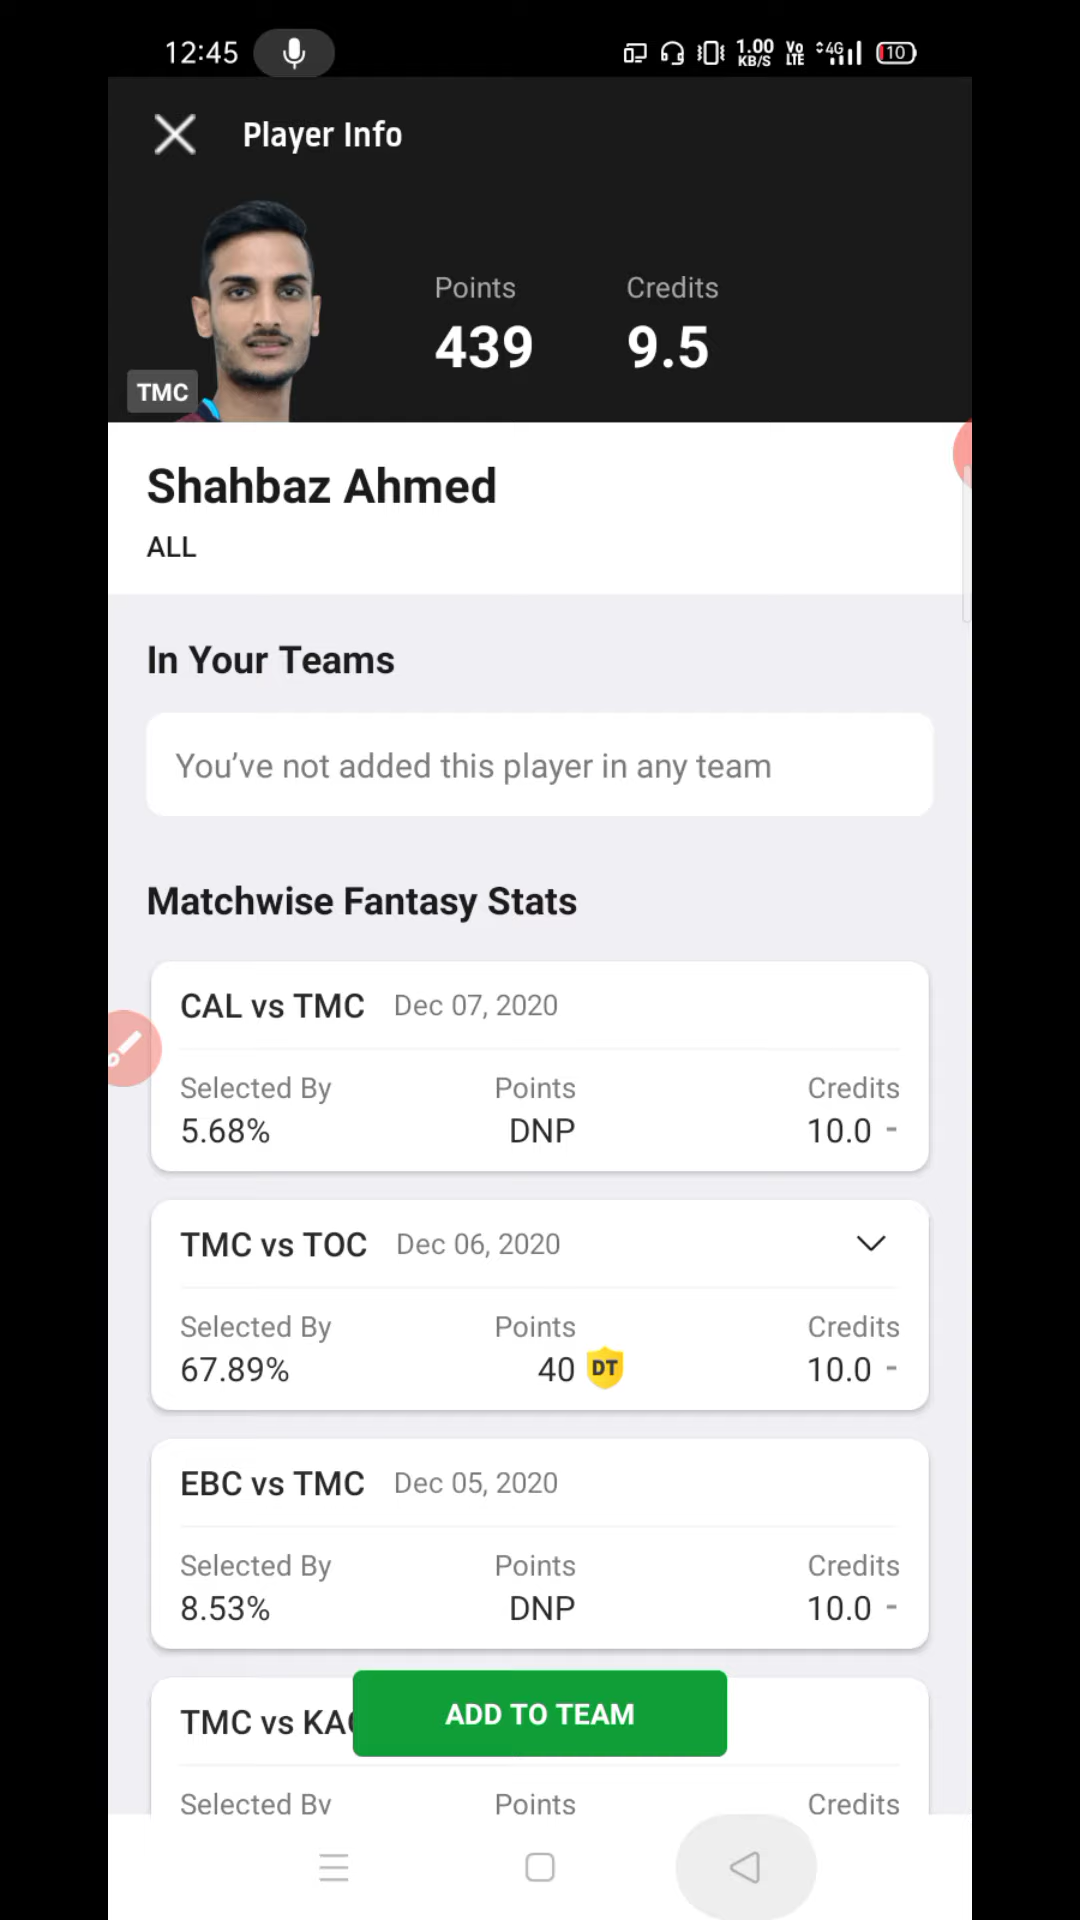 12:45
1.00 KB/S
Vo LTE
4G
10
Player Info
Points
Credits
439
9.5
TMC
Shahbaz Ahmed
ALL
In Your Teams
You've not added this player in any team
Matchwise Fantasy Stats
CAL vs TMC Dec 07, 2020
Selected By Points Credits
5.68% DNP 10.0 -
TMC vs TOC Dec 06, 2020
Selected By Points Credits
67.89% 40 DT 10.0 -
EBC vs TMC Dec 05, 2020
Selected By Points Credits
8.53% DNP 10.0 -
TMC vs
ADD TO TEAM
Selected By Points Credits